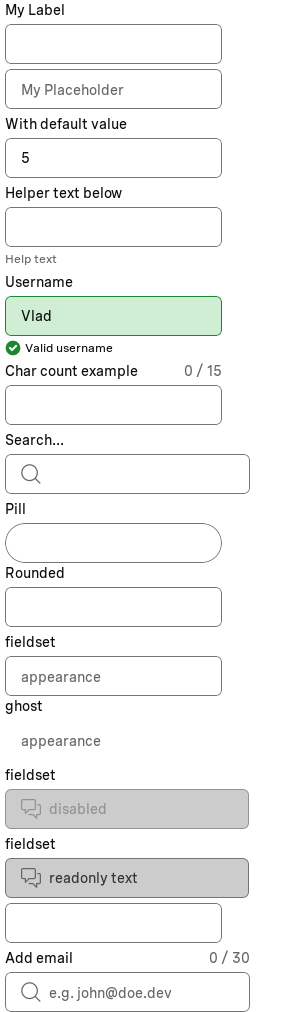 My Label
My Placeholder
With default value
5
Helper text below
Help text
Username
Vlad
Valid username
Char count example 0 / 15
Search...
Pill
Rounded
fieldset
appearance
ghost
appearance
fieldset
disabled
fieldset
readonly text
Add email 0 / 30
e.g. john@doe.dev